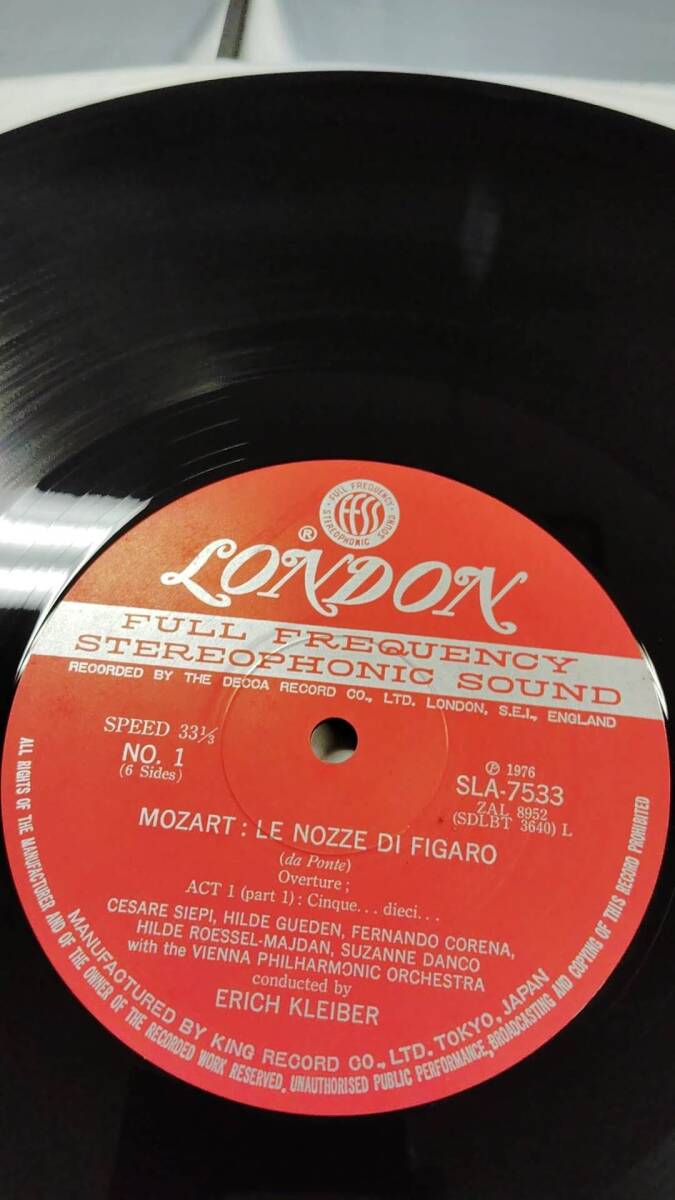 FULL FREQUENCY
STEREOPHONIC SOUND
FFSS
®
LONDON
FULL FREQUENCY
STEREOPHONIC SOUND
RECORDED BY THE DECCA RECORD CO., LTD. LONDON, S.E.I., ENGLAND
SPEED 33⅓
NO. 1
(6 Sides)
℗ 1976
SLA-7533
ZAL 8952
(SDLBT 3640) L
MOZART : LE NOZZE DI FIGARO
(da Ponte)
Overture ;
ACT 1 (part 1) : Cinque... dieci...
CESARE SIEPI, HILDE GUEDEN, FERNANDO CORENA,
HILDE ROESSEL-MAJDAN, SUZANNE DANCO
with the VIENNA PHILHARMONIC ORCHESTRA
conducted by
ERICH KLEIBER
MANUFACTURED BY KING RECORD CO., LTD. TOKYO. JAPAN
ALL RIGHTS OF THE MANUFACTURER AND OF THE OWNER OF THE RECORDED WORK RESERVED. UNAUTHORISED PUBLIC PERFORMANCE, BROADCASTING AND COPYING OF THIS RECORD PROHIBITED